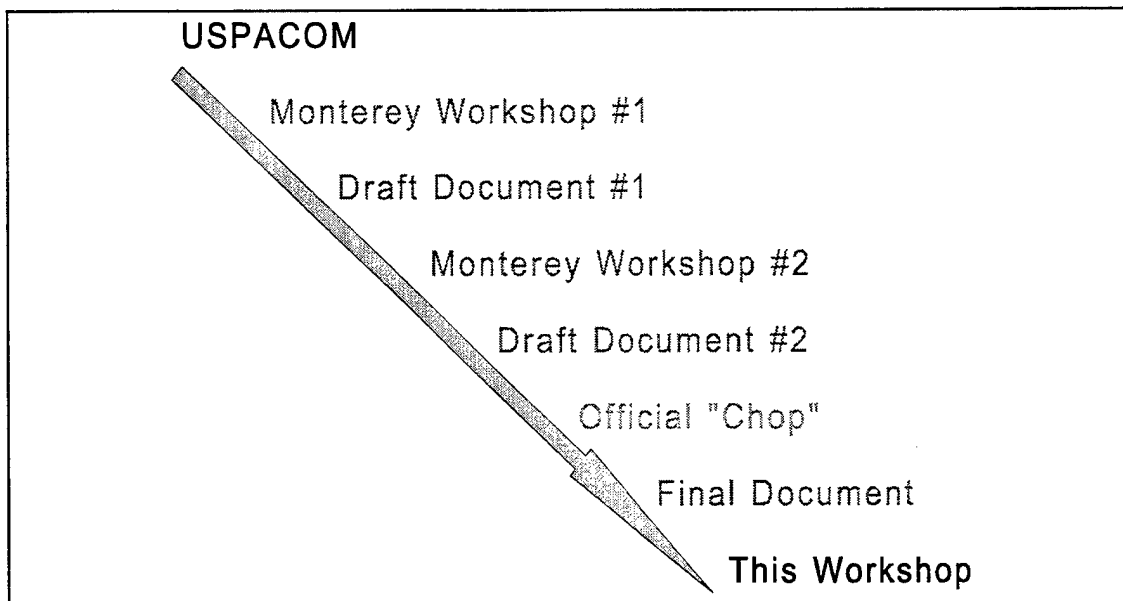 USPACOM
Monterey Workshop #1
Draft Document #1
Monterey Workshop #2
Draft Document #2
Official "Chop"
Final Document
This Workshop